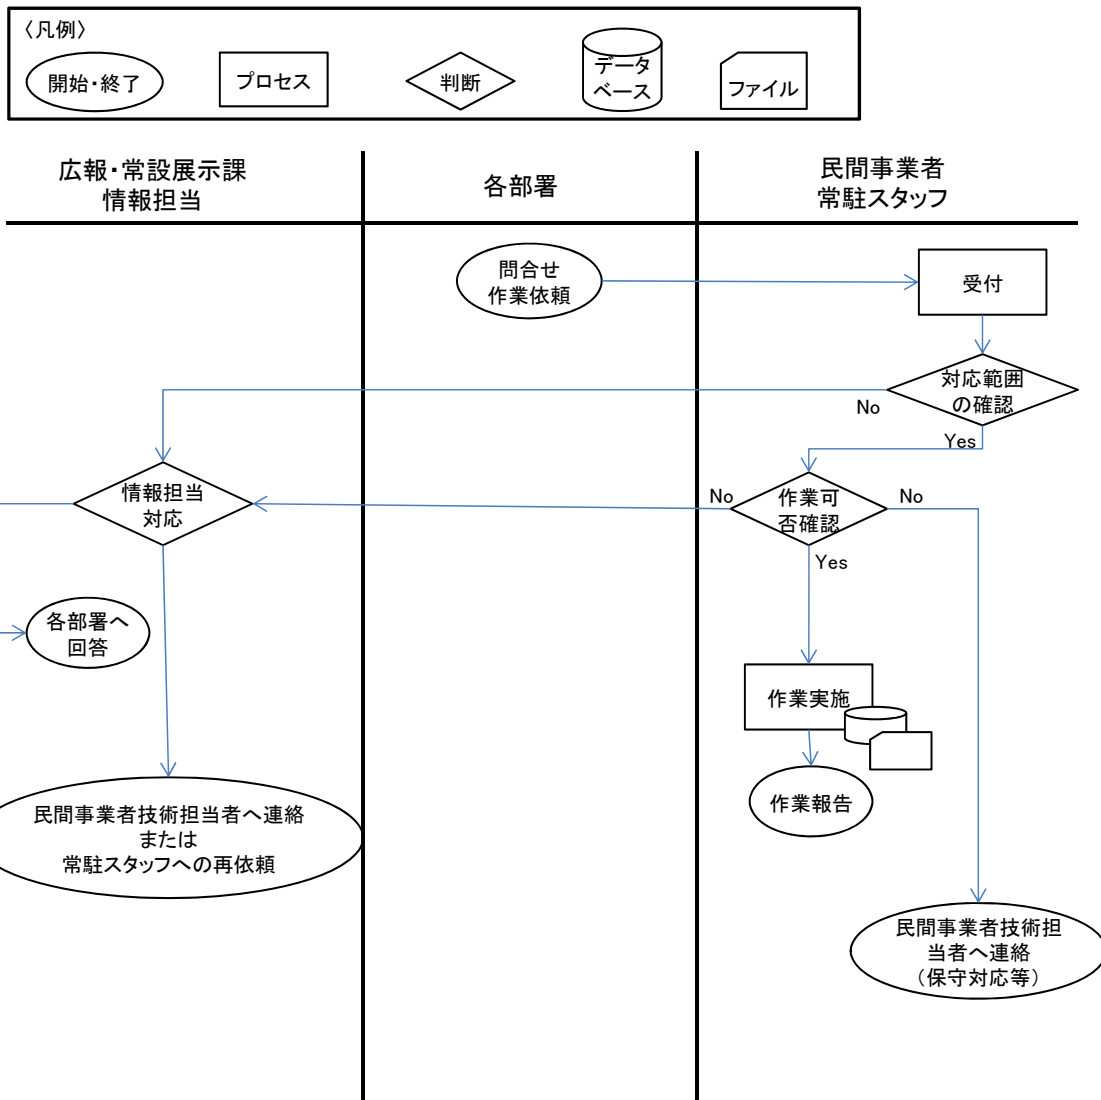 〈凡例〉
開始・終了
プロセス
判断
データ
ベース
ファイル
広報・常設展示課
情報担当
各部署
民間事業者
常駐スタッフ
問合せ
作業依頼
受付
対応範囲
の確認
No
Yes
情報担当
対応
No
作業可
否確認
No
Yes
各部署へ
回答
作業実施
作業報告
民間事業者技術担当者へ連絡
または
常駐スタッフへの再依頼
民間事業者技術担
当者へ連絡
（保守対応等）